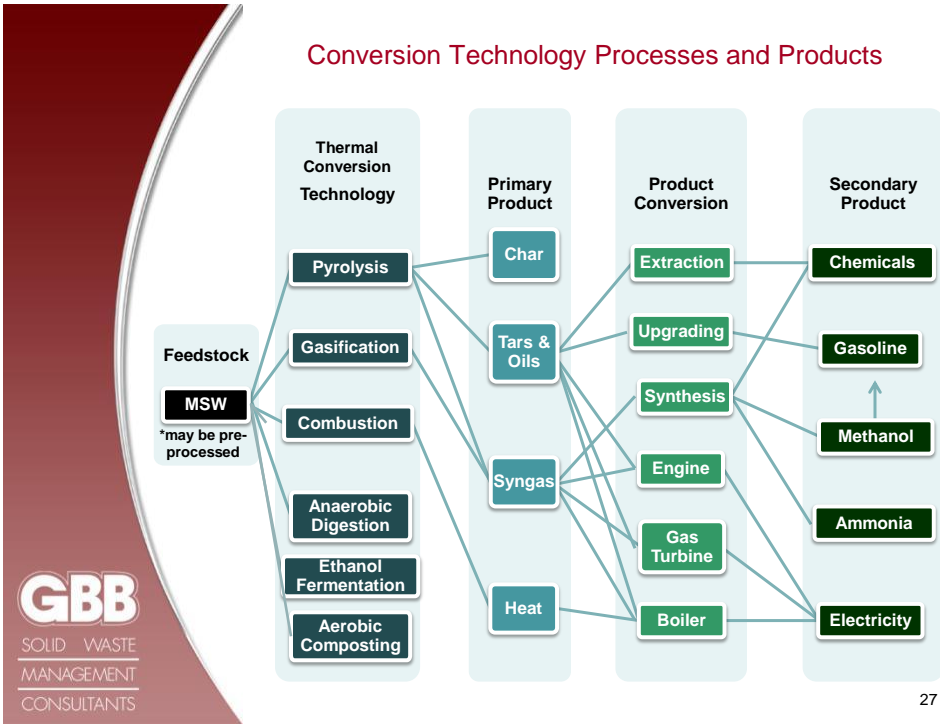 Conversion Technology Processes and Products
Thermal
Conversion
Technology
Primary
Product
Product
Conversion
Secondary
Product
Feedstock
MSW
*may be pre-
processed
Pyrolysis
Gasification
Combustion
Anaerobic
Digestion
Ethanol
Fermentation
Aerobic
Composting
Char
Tars &
Oils
Syngas
Heat
Extraction
Upgrading
Synthesis
Engine
Gas
Turbine
Boiler
Chemicals
Gasoline
Methanol
Ammonia
Electricity
GBB
SOLID WASTE
MANAGEMENT
CONSULTANTS
27